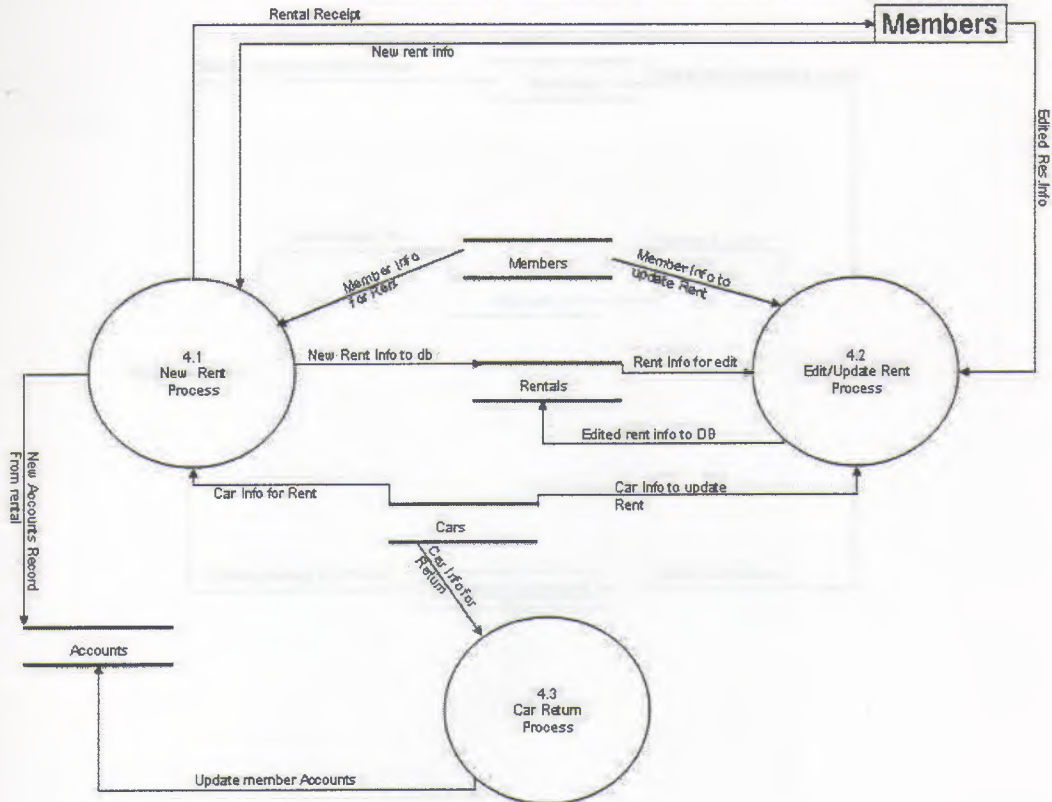 Rental Receipt
Members
New rent info
Edited Res.Info
Members
Member Info
for Rent
Member Info to
update Rent
4.1
New Rent
Process
New Rent Info to db
Rentals
Rent Info for edit
4.2
Edit/Update Rent
Process
Edited rent info to DB
Car Info for Rent
Car Info to update
Rent
Cars
Car Info for
Return
New Accounts Record
From rental
Accounts
4.3
Car Return
Process
Update member Accounts